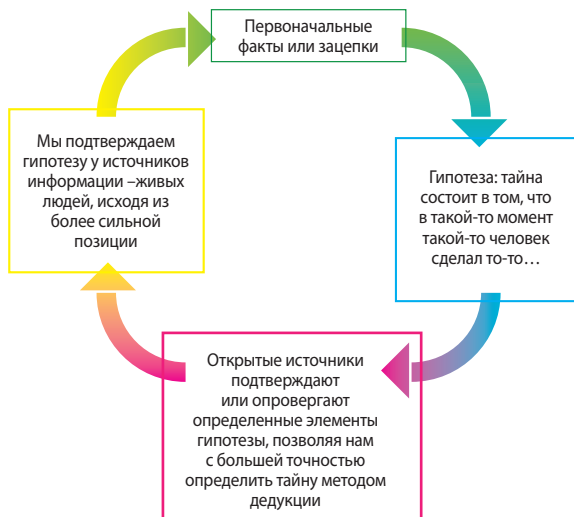 Первоначальные
факты или зацепки
Гипотеза: тайна
состоит в том, что
в такой-то момент
такой-то человек
сделал то-то…
Открытые источники
подтверждают
или опровергают
определенные элементы
гипотезы, позволяя нам
с большей точностью
определить тайну методом
дедукции
Мы подтверждаем
гипотезу у источников
информации –живых
людей, исходя из
более сильной
позиции